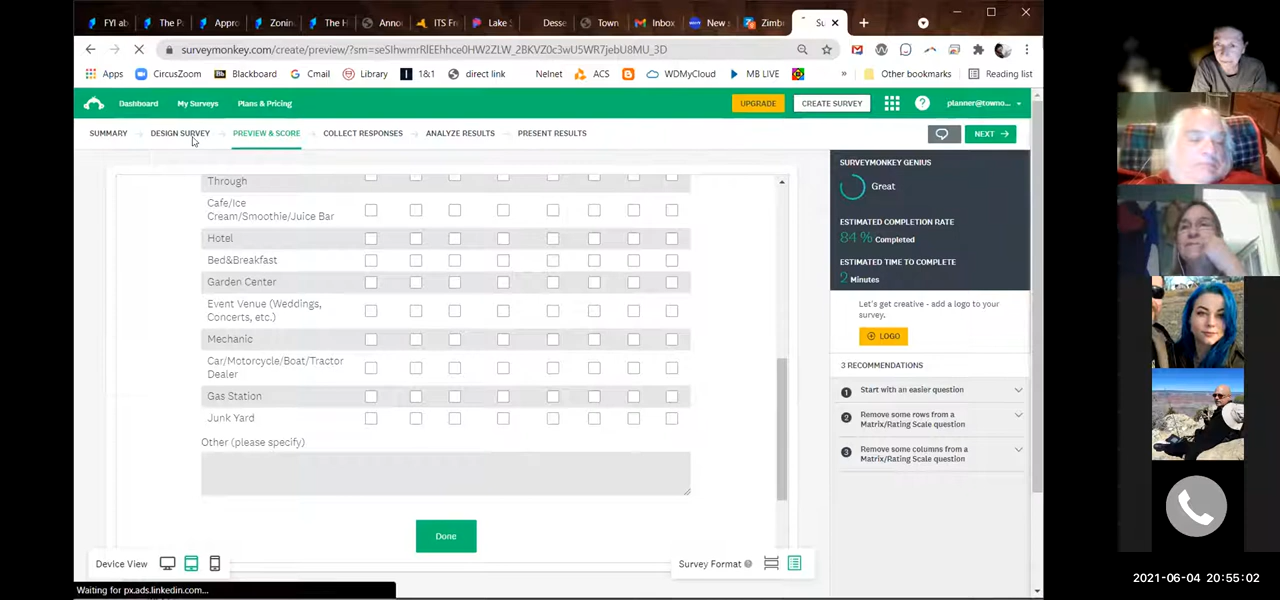 FYI ab
The P
Appro
Zonin
The H
Anno
ITS Fr
Lake
Desse
Town
Inbox
New s
Zimb
Su
surveymonkey.com/create/preview/?sm=seSIhwmrRlEEhhce0HW2ZLW_2BKVZ0c3wU5WR7jebU8MU_3D
Apps
CircusZoom
Blackboard
Gmail
Library
1&1
direct link
Nelnet
ACS
WDMyCloud
MB LIVE
»
Other bookmarks
Reading list
Dashboard
My Surveys
Plans & Pricing
UPGRADE
CREATE SURVEY
planner@towno...
SUMMARY
DESIGN SURVEY
PREVIEW & SCORE
COLLECT RESPONSES
ANALYZE RESULTS
PRESENT RESULTS
NEXT
Through
Cafe/Ice
Cream/Smoothie/Juice Bar
Hotel
Bed&Breakfast
Garden Center
Event Venue (Weddings,
Concerts, etc.)
Mechanic
Car/Motorcycle/Boat/Tractor
Dealer
Gas Station
Junk Yard
Other (please specify)
Done
SURVEYMONKEY GENIUS
Great
ESTIMATED COMPLETION RATE
84 % Completed
ESTIMATED TIME TO COMPLETE
2 Minutes
Let's get creative - add a logo to your
survey.
LOGO
3 RECOMMENDATIONS
1 Start with an easier question
2 Remove some rows from a
Matrix/Rating Scale question
3 Remove some columns from a
Matrix/Rating Scale question
Device View
Survey Format
Waiting for px.ads.linkedin.com...
2021-06-04 20:55:02